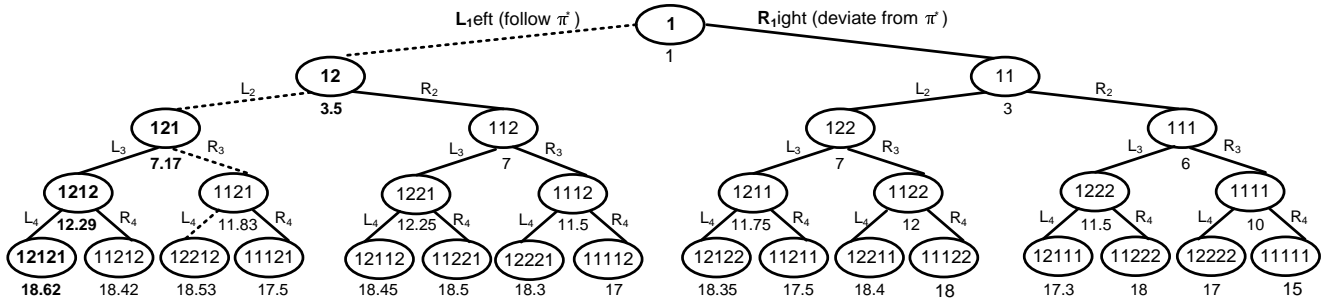 L₁eft (follow π*) 1 R₁ight (deviate from π*)
1
12 11
L₂ 3.5 R₂ L₂ 3 R₂
121 112 122 111
L₃ 7.17 R₃ L₃ 7 R₃ L₃ 7 R₃ L₃ 6 R₃
1212 1121 1221 1112 1211 1122 1222 1111
L₄ 12.29 R₄ L₄ 11.83 R₄ L₄ 12.25 R₄ L₄ 11.5 R₄ L₄ 11.75 R₄ L₄ 12 R₄ L₄ 11.5 R₄ L₄ 10 R₄
12121 11212 12212 11121 12112 11221 12221 11112 12122 11211 12211 11122 12111 11222 12222 11111
18.62 18.42 18.53 17.5 18.45 18.5 18.3 17 18.35 17.5 18.4 18 17.3 18 17 15